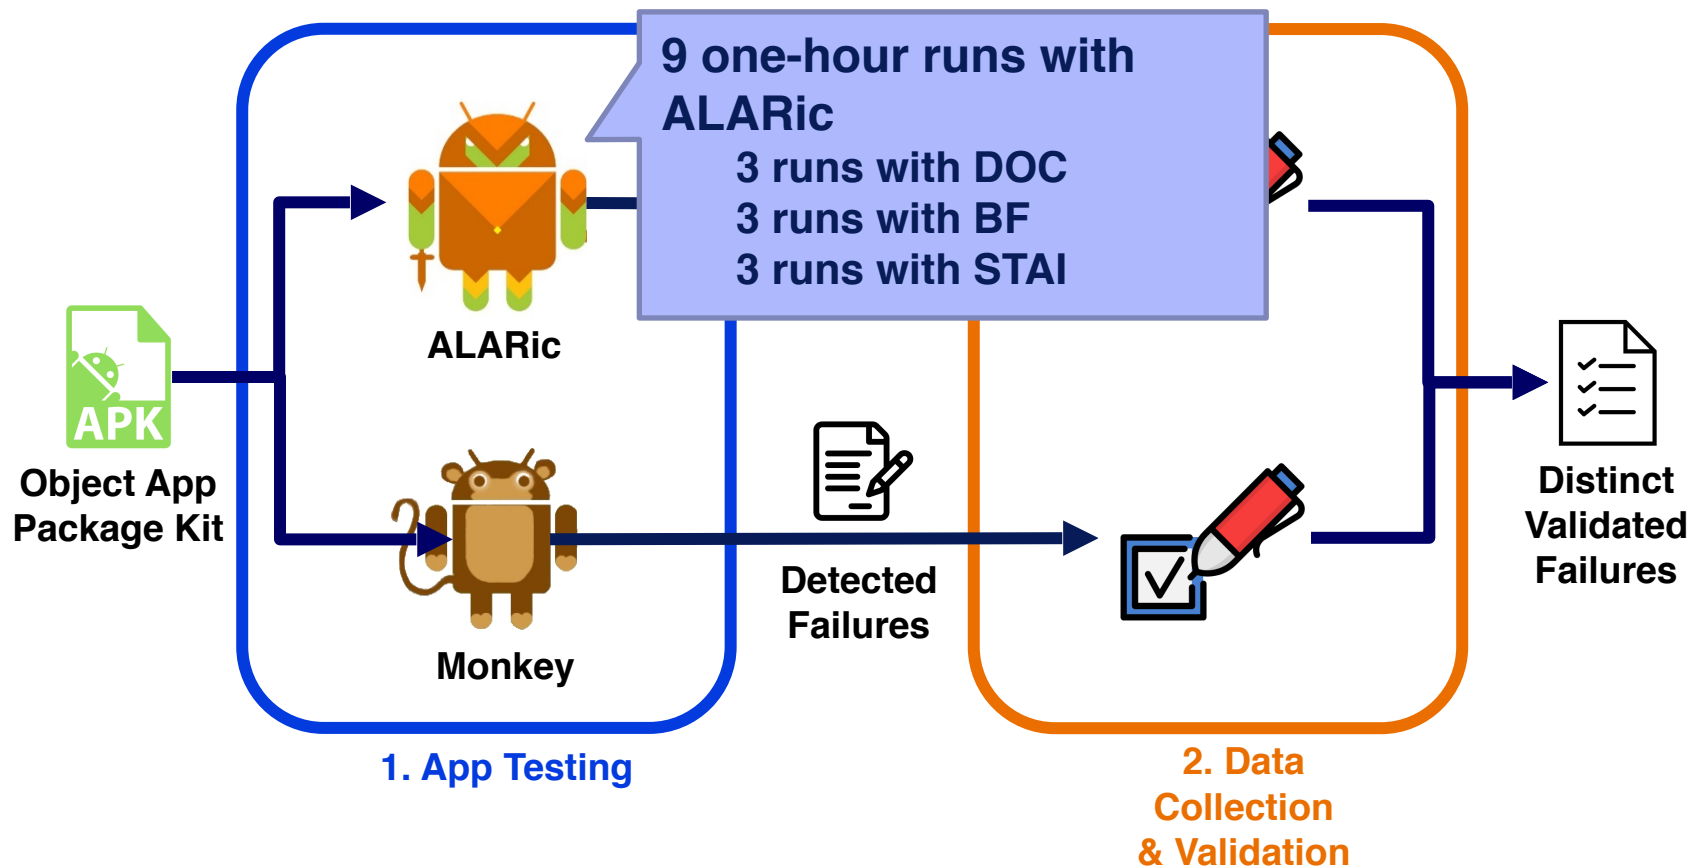 9 one-hour runs with
ALARic
3 runs with DOC
3 runs with BF
3 runs with STAI
ALARic
APK
Object App
Package Kit
Monkey
Detected
Failures
Distinct
Validated
Failures
1. App Testing
2. Data
Collection
& Validation